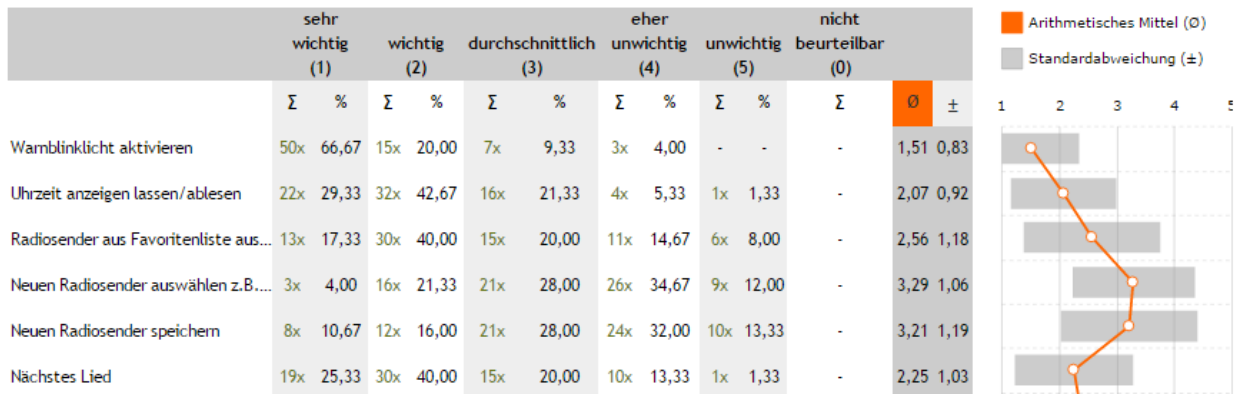 sehr wichtig (1) wichtig (2) durchschnittlich (3) eher unwichtig (4) unwichtig (5) nicht beurteilbar (0)
Σ % Σ % Σ % Σ % Σ % Σ Ø ±
Warnblinklicht aktivieren 50x 66,67 15x 20,00 7x 9,33 3x 4,00 - - - 1,51 0,83
Uhrzeit anzeigen lassen/ablesen 22x 29,33 32x 42,67 16x 21,33 4x 5,33 1x 1,33 - 2,07 0,92
Radiosender aus Favoritenliste aus... 13x 17,33 30x 40,00 15x 20,00 11x 14,67 6x 8,00 - 2,56 1,18
Neuen Radiosender auswählen z.B.... 3x 4,00 16x 21,33 21x 28,00 26x 34,67 9x 12,00 - 3,29 1,06
Neuen Radiosender speichern 8x 10,67 12x 16,00 21x 28,00 24x 32,00 10x 13,33 - 3,21 1,19
Nächstes Lied 19x 25,33 30x 40,00 15x 20,00 10x 13,33 1x 1,33 - 2,25 1,03
Arithmetisches Mittel (Ø)
Standardabweichung (±)
1 2 3 4 5